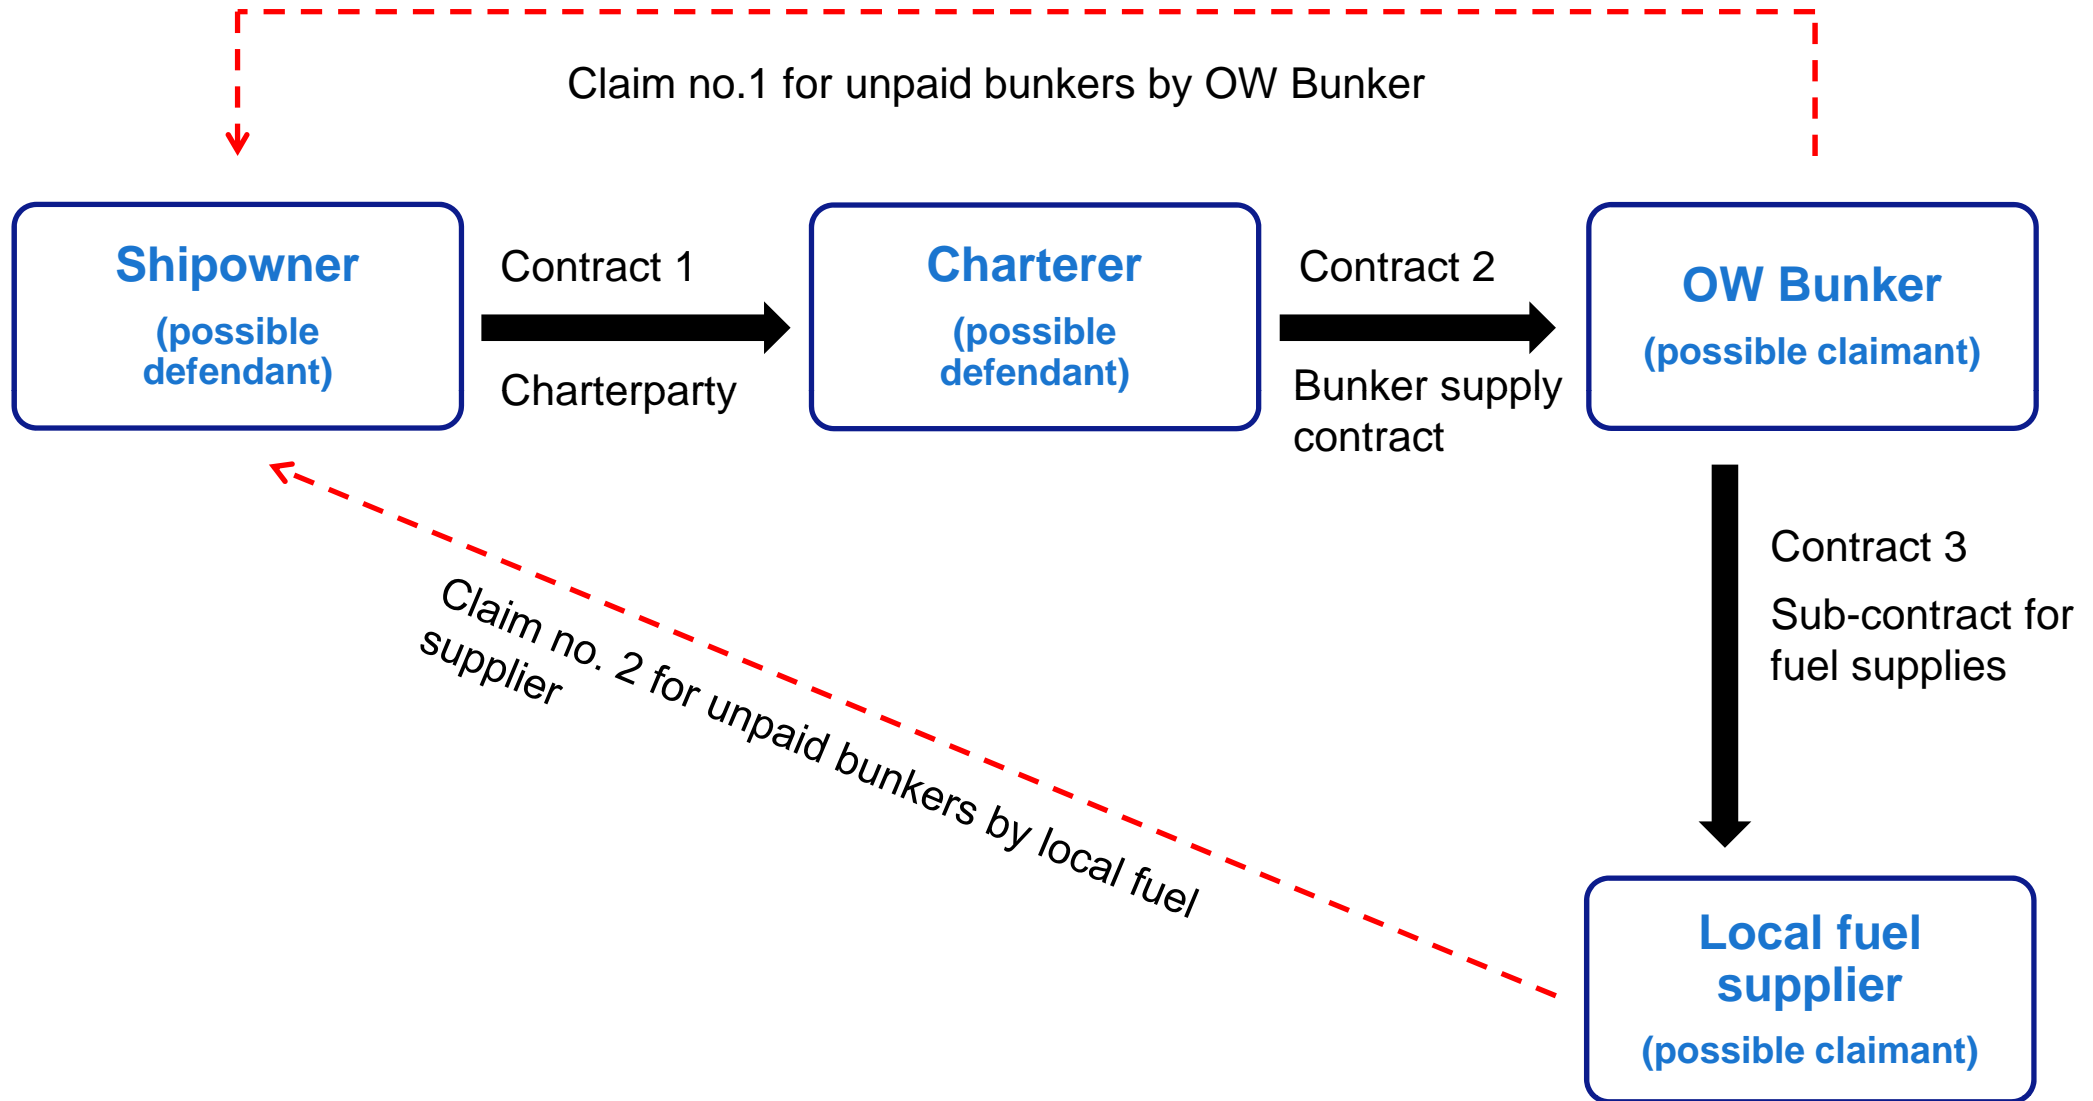 Claim no.1 for unpaid bunkers by OW Bunker
Shipowner
(possible
defendant)
Contract 1
Charterparty
Charterer
(possible
defendant)
Contract 2
Bunker supply
contract
OW Bunker
(possible claimant)
Contract 3
Sub-contract for
fuel supplies
Claim no. 2 for unpaid bunkers by local fuel
supplier
Local fuel
supplier
(possible claimant)